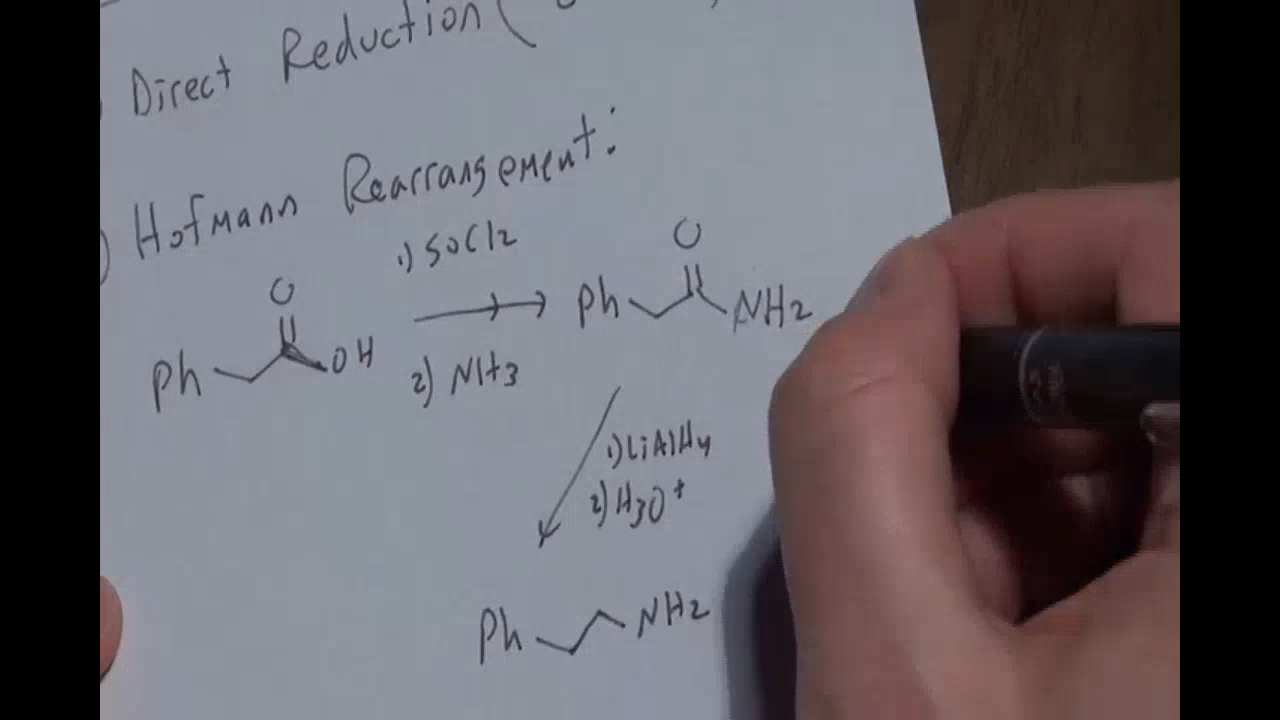 Direct Reduction (
Hofmann Rearrangement:
1) SOCl2
O
O
Ph NH2
Ph OH
2) NH3
1) LiAlH4
2) H3O+
Ph NH2